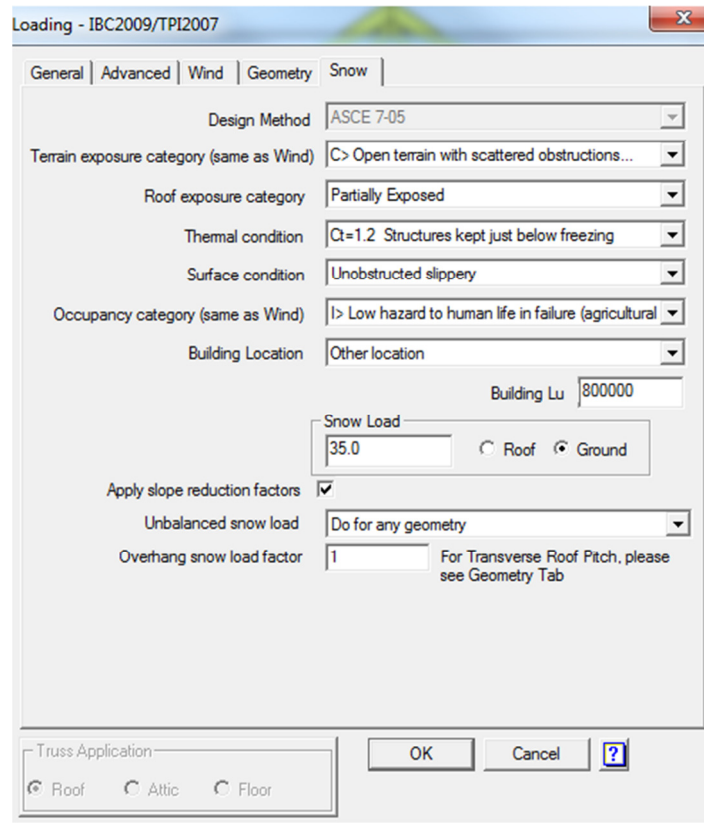 Loading - IBC2009/TPI2007
General Advanced Wind Geometry Snow
Design Method ASCE 7-05
Terrain exposure category (same as Wind) C> Open terrain with scattered obstructions...
Roof exposure category Partially Exposed
Thermal condition Ct=1.2 Structures kept just below freezing
Surface condition Unobstructed slippery
Occupancy category (same as Wind) I> Low hazard to human life in failure (agricultural
Building Location Other location
Building Lu 800000
Snow Load
35.0 Roof Ground
Apply slope reduction factors
Unbalanced snow load Do for any geometry
Overhang snow load factor 1 For Transverse Roof Pitch, please
see Geometry Tab
Truss Application
Roof Attic Floor
OK Cancel ?